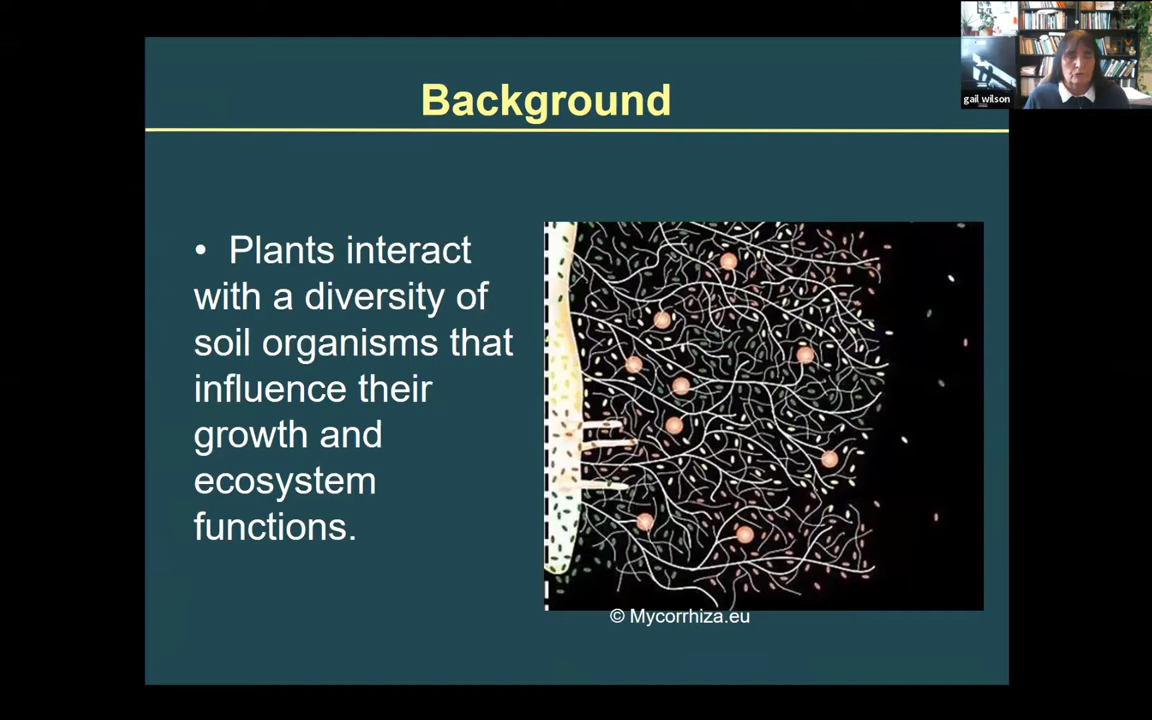 Background
gail wilson
• Plants interact
with a diversity of
soil organisms that
influence their
growth and
ecosystem
functions.
© Mycorrhiza.eu